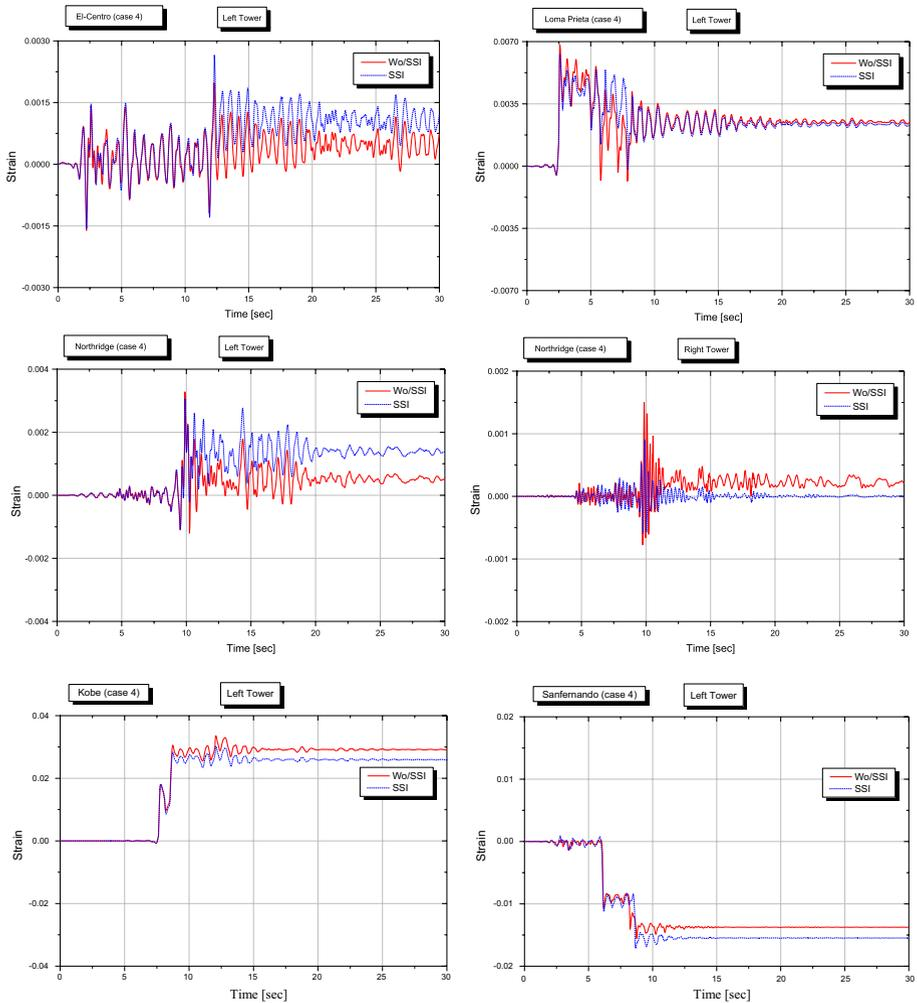 El-Centro (case 4)
Left Tower
0.0030
0.0015
0.0000
-0.0015
-0.0030
Strain
Wo/SSI
SSI
0 5 10 15 20 25 30
Time [sec]
Loma Prieta (case 4)
Left Tower
0.0070
0.0035
0.0000
-0.0035
-0.0070
Strain
Wo/SSI
SSI
0 5 10 15 20 25 30
Time [sec]
Northridge (case 4)
Left Tower
0.004
0.002
0.000
-0.002
-0.004
Strain
Wo/SSI
SSI
0 5 10 15 20 25 30
Time [sec]
Northridge (case 4)
Right Tower
0.002
0.001
0.000
-0.001
-0.002
Strain
Wo/SSI
SSI
0 5 10 15 20 25 30
Time [sec]
Kobe (case 4)
Left Tower
0.04
0.02
0.00
-0.02
-0.04
Strain
Wo/SSI
SSI
0 5 10 15 20 25 30
Time [sec]
Sanfernando (case 4)
Left Tower
0.02
0.01
0.00
-0.01
-0.02
Strain
Wo/SSI
SSI
0 5 10 15 20 25 30
Time [sec]